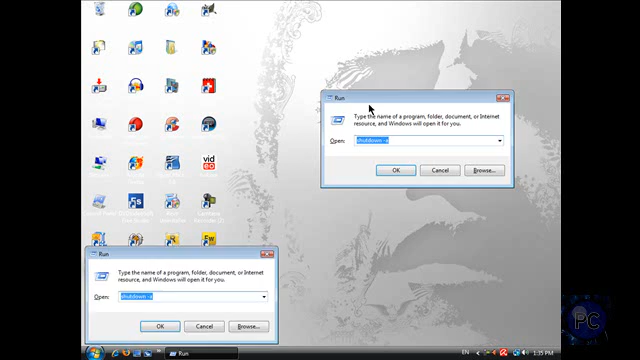 Run
Type the name of a program, folder, document, or Internet
resource, and Windows will open it for you.
Open:
shutdown -a
OK
Cancel
Browse...
Run
Type the name of a program, folder, document, or Internet
resource, and Windows will open it for you.
Open:
shutdown -a
OK
Cancel
Browse...
Run
EN
1:35 PM
PC